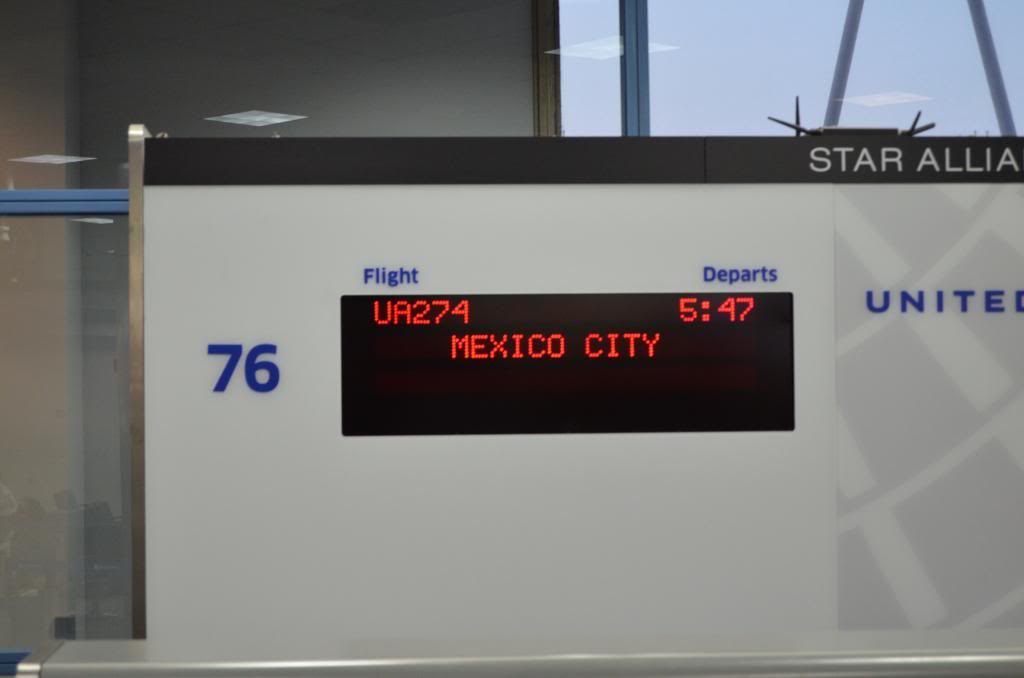 STAR ALLIA
Flight Departs
UA274 5:47
MEXICO CITY
76
UNITED